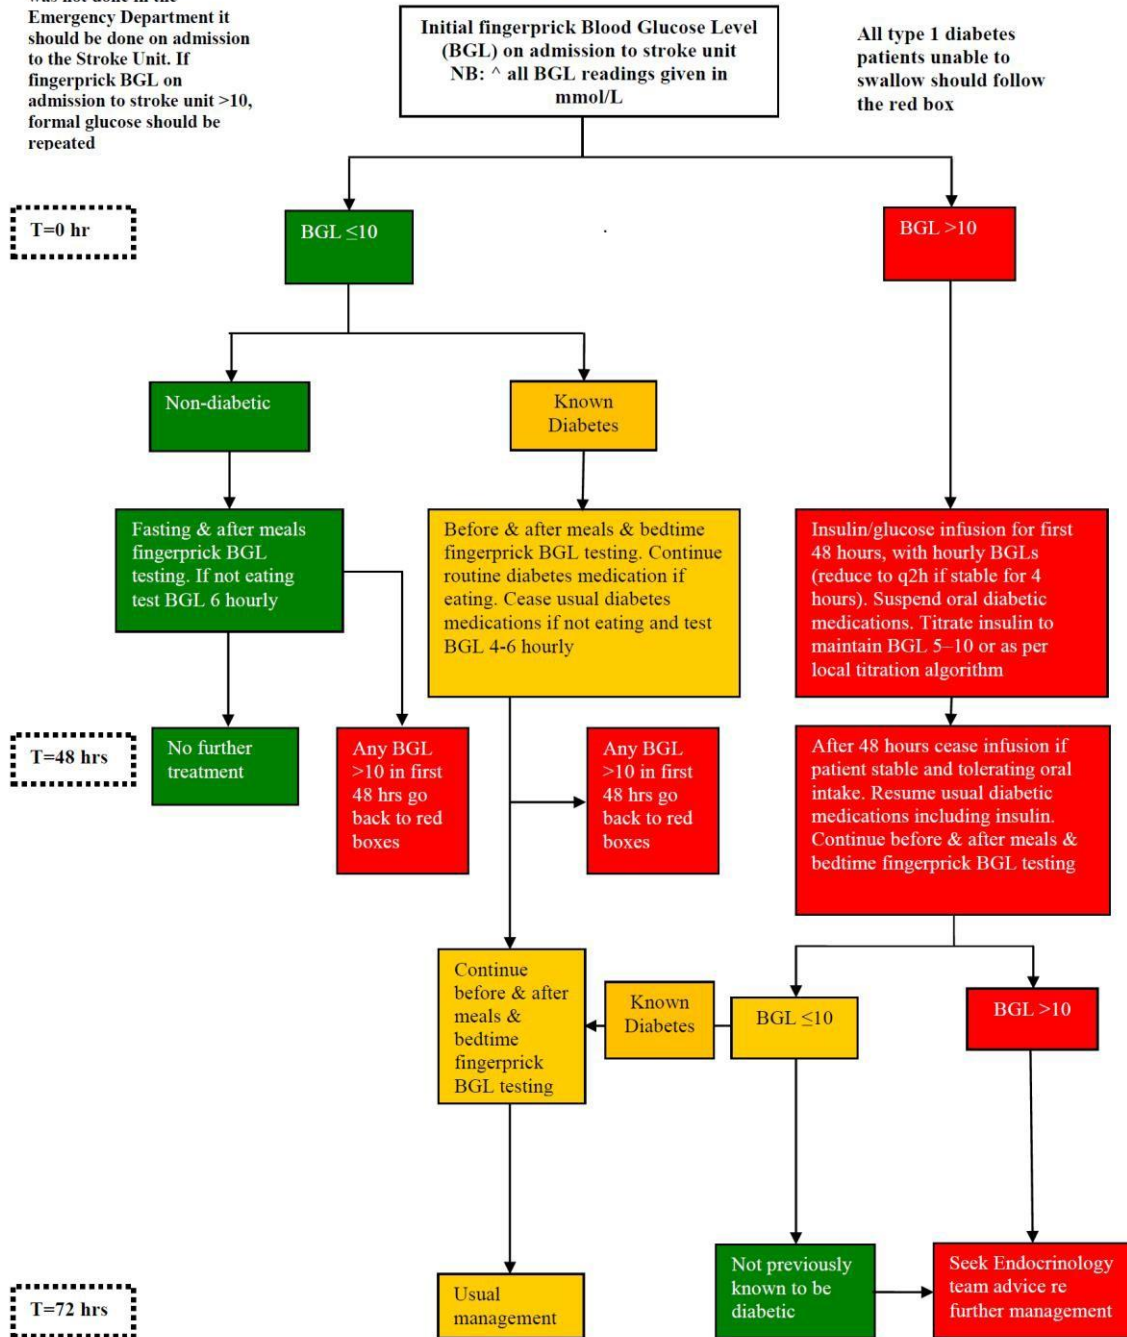 was not done in the
Emergency Department it
should be done on admission
to the Stroke Unit. If
fingerprick BGL on
admission to stroke unit >10,
formal glucose should be
repeated
Initial fingerprick Blood Glucose Level
(BGL) on admission to stroke unit
NB: ^ all BGL readings given in
mmol/L
All type 1 diabetes
patients unable to
swallow should follow
the red box
T=0 hr
BGL ≤10
BGL >10
Non-diabetic
Known
Diabetes
Fasting & after meals
fingerprick BGL
testing. If not eating
test BGL 6 hourly
Before & after meals & bedtime
fingerprick BGL testing. Continue
routine diabetes medication if
eating. Cease usual diabetes
medications if not eating and test
BGL 4-6 hourly
Insulin/glucose infusion for first
48 hours, with hourly BGLs
(reduce to q2h if stable for 4
hours). Suspend oral diabetic
medications. Titrate insulin to
maintain BGL 5–10 or as per
local titration algorithm
T=48 hrs
No further
treatment
Any BGL
>10 in first
48 hrs go
back to red
boxes
Any BGL
>10 in first
48 hrs go
back to red
boxes
After 48 hours cease infusion if
patient stable and tolerating oral
intake. Resume usual diabetic
medications including insulin.
Continue before & after meals &
bedtime fingerprick BGL testing
Continue
before & after
meals &
bedtime
fingerprick
BGL testing
Known
Diabetes
BGL ≤10
BGL >10
T=72 hrs
Usual
management
Not previously
known to be
diabetic
Seek Endocrinology
team advice re
further management